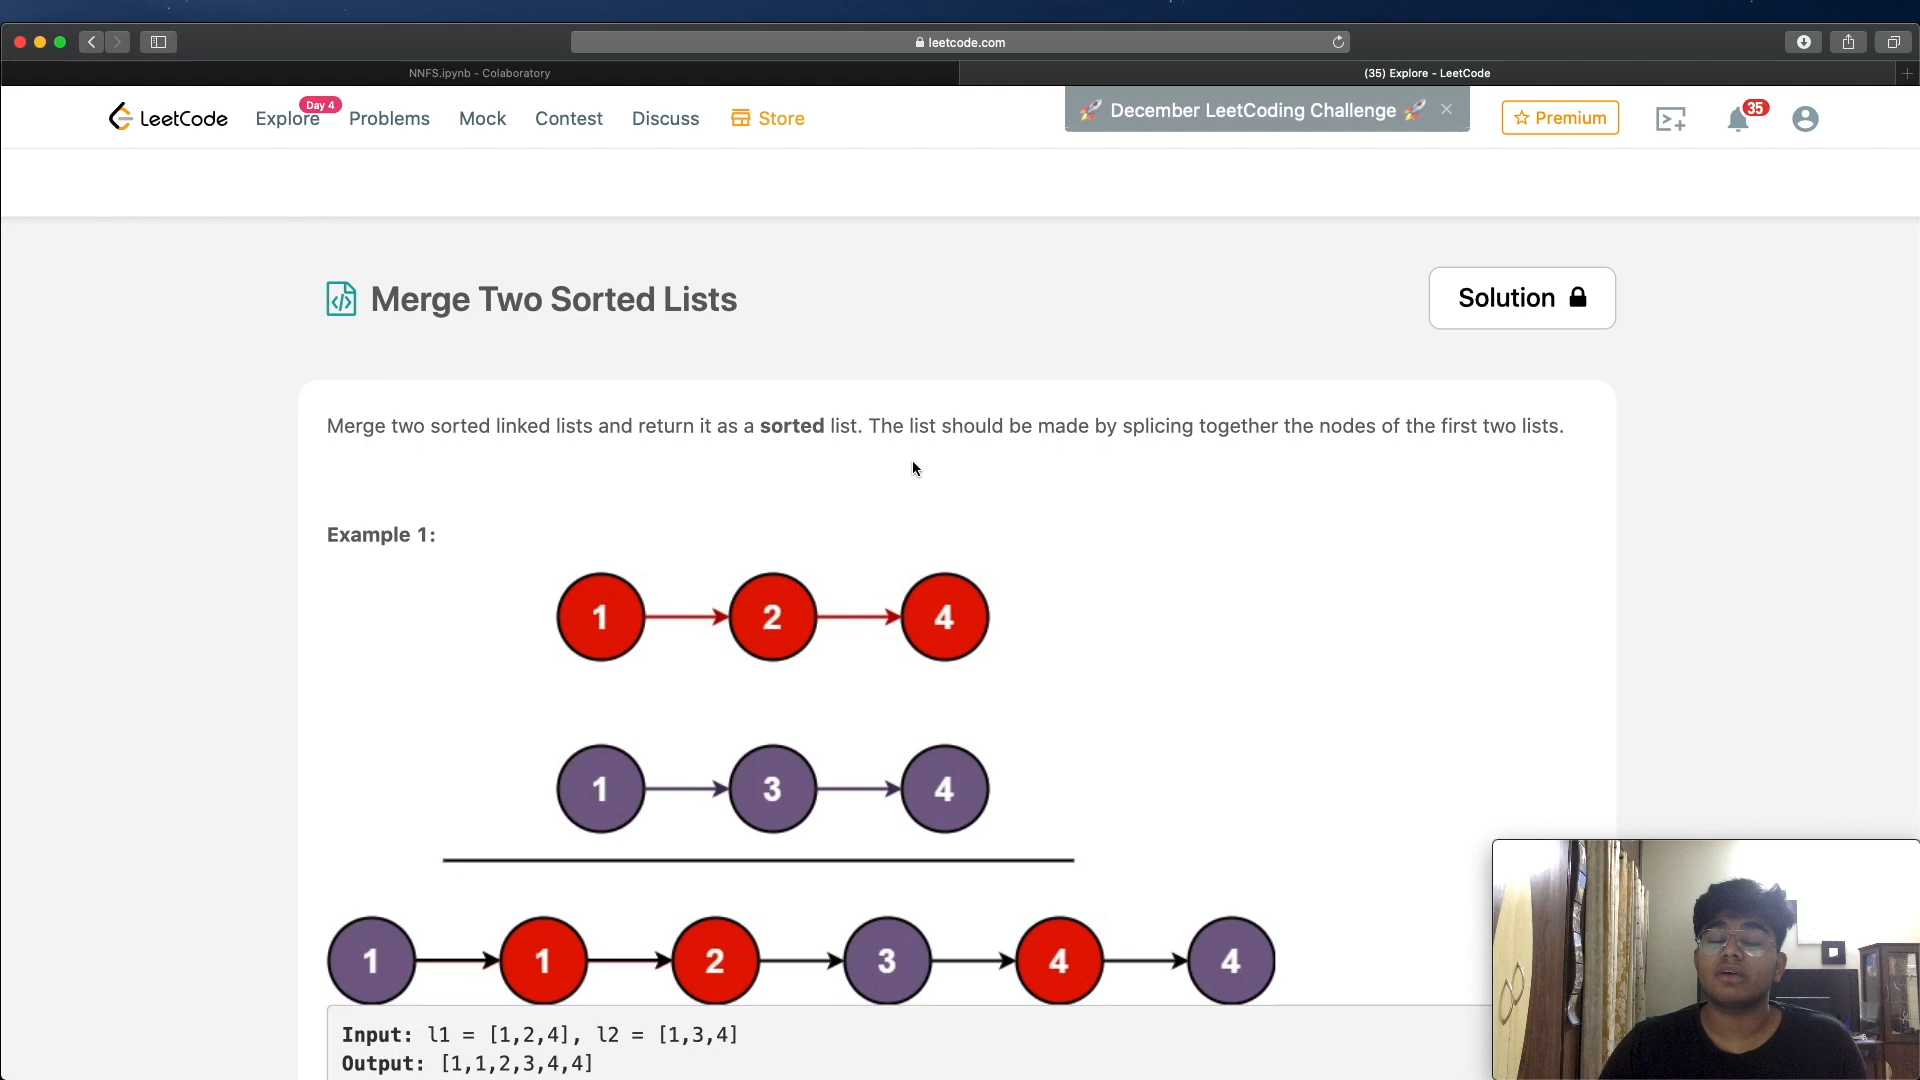 leetcode.com
NNFS.ipynb - Colaboratory
(35) Explore - LeetCode
LeetCode Explore Day 4 Problems Mock Contest Discuss Store
🚀 December LeetCoding Challenge 🚀
Premium
35
Merge Two Sorted Lists
Solution
Merge two sorted linked lists and return it as a sorted list. The list should be made by splicing together the nodes of the first two lists.
Example 1:
1 2 4
1 3 4
1 1 2 3 4 4
Input: l1 = [1,2,4], l2 = [1,3,4]
Output: [1,1,2,3,4,4]